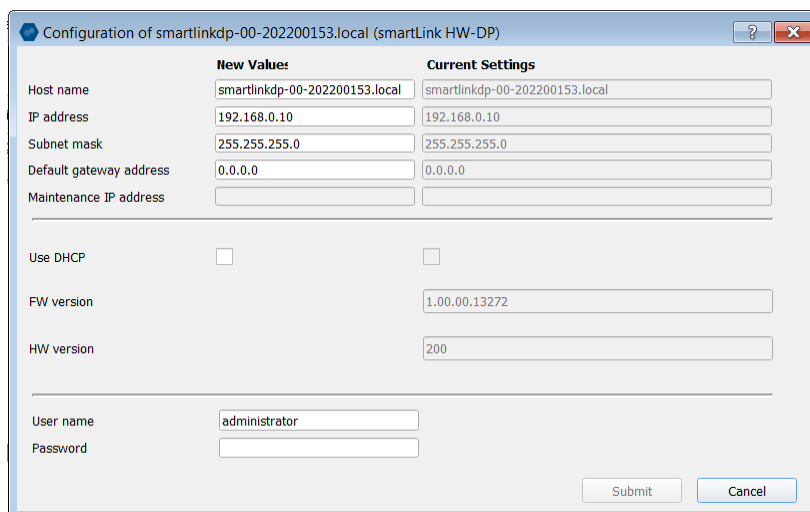 Configuration of smartlinkdp-00-202200153.local (smartLink HW-DP)
New Values Current Settings
Host name smartlinkdp-00-202200153.local smartlinkdp-00-202200153.local
IP address 192.168.0.10 192.168.0.10
Subnet mask 255.255.255.0 255.255.255.0
Default gateway address 0.0.0.0 0.0.0.0
Maintenance IP address
Use DHCP
FW version 1.00.00.13272
HW version 200
User name administrator
Password
Submit Cancel